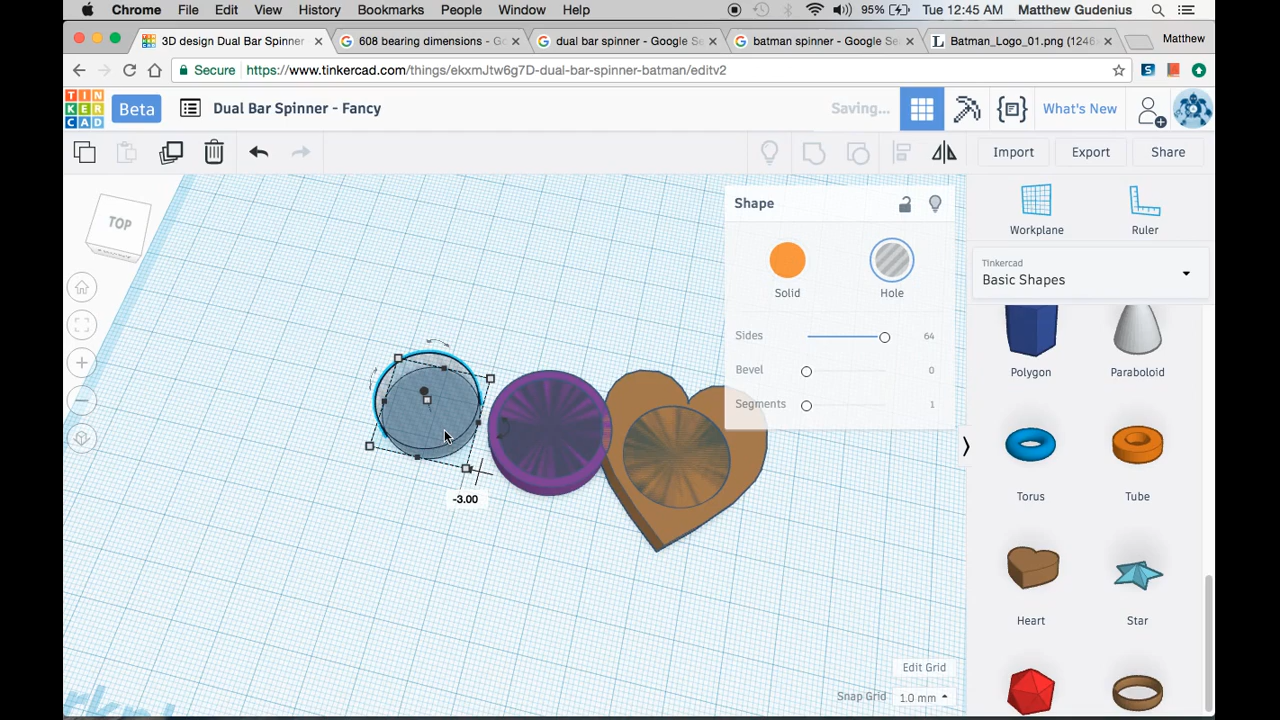 Chrome File Edit View History Bookmarks People Window Help 95% Tue 12:45 AM Matthew Gudenius
3D design Dual Bar Spinner 608 bearing dimensions - G dual bar spinner - Google Se batman spinner - Google Se Batman_Logo_01.png (1246 Matthew
Secure https://www.tinkercad.com/things/ekxmJtw6g7D-dual-bar-spinner-batman/editv2
TIN
KER
CAD
Beta Dual Bar Spinner - Fancy Saving... What's New
Import Export Share
TOP
Shape
Solid Hole
Sides 64
Bevel 0
Segments 1
-3.00
Workplane Ruler
Tinkercad
Basic Shapes
Polygon Paraboloid
Torus Tube
Heart Star
Edit Grid
Snap Grid 1.0 mm